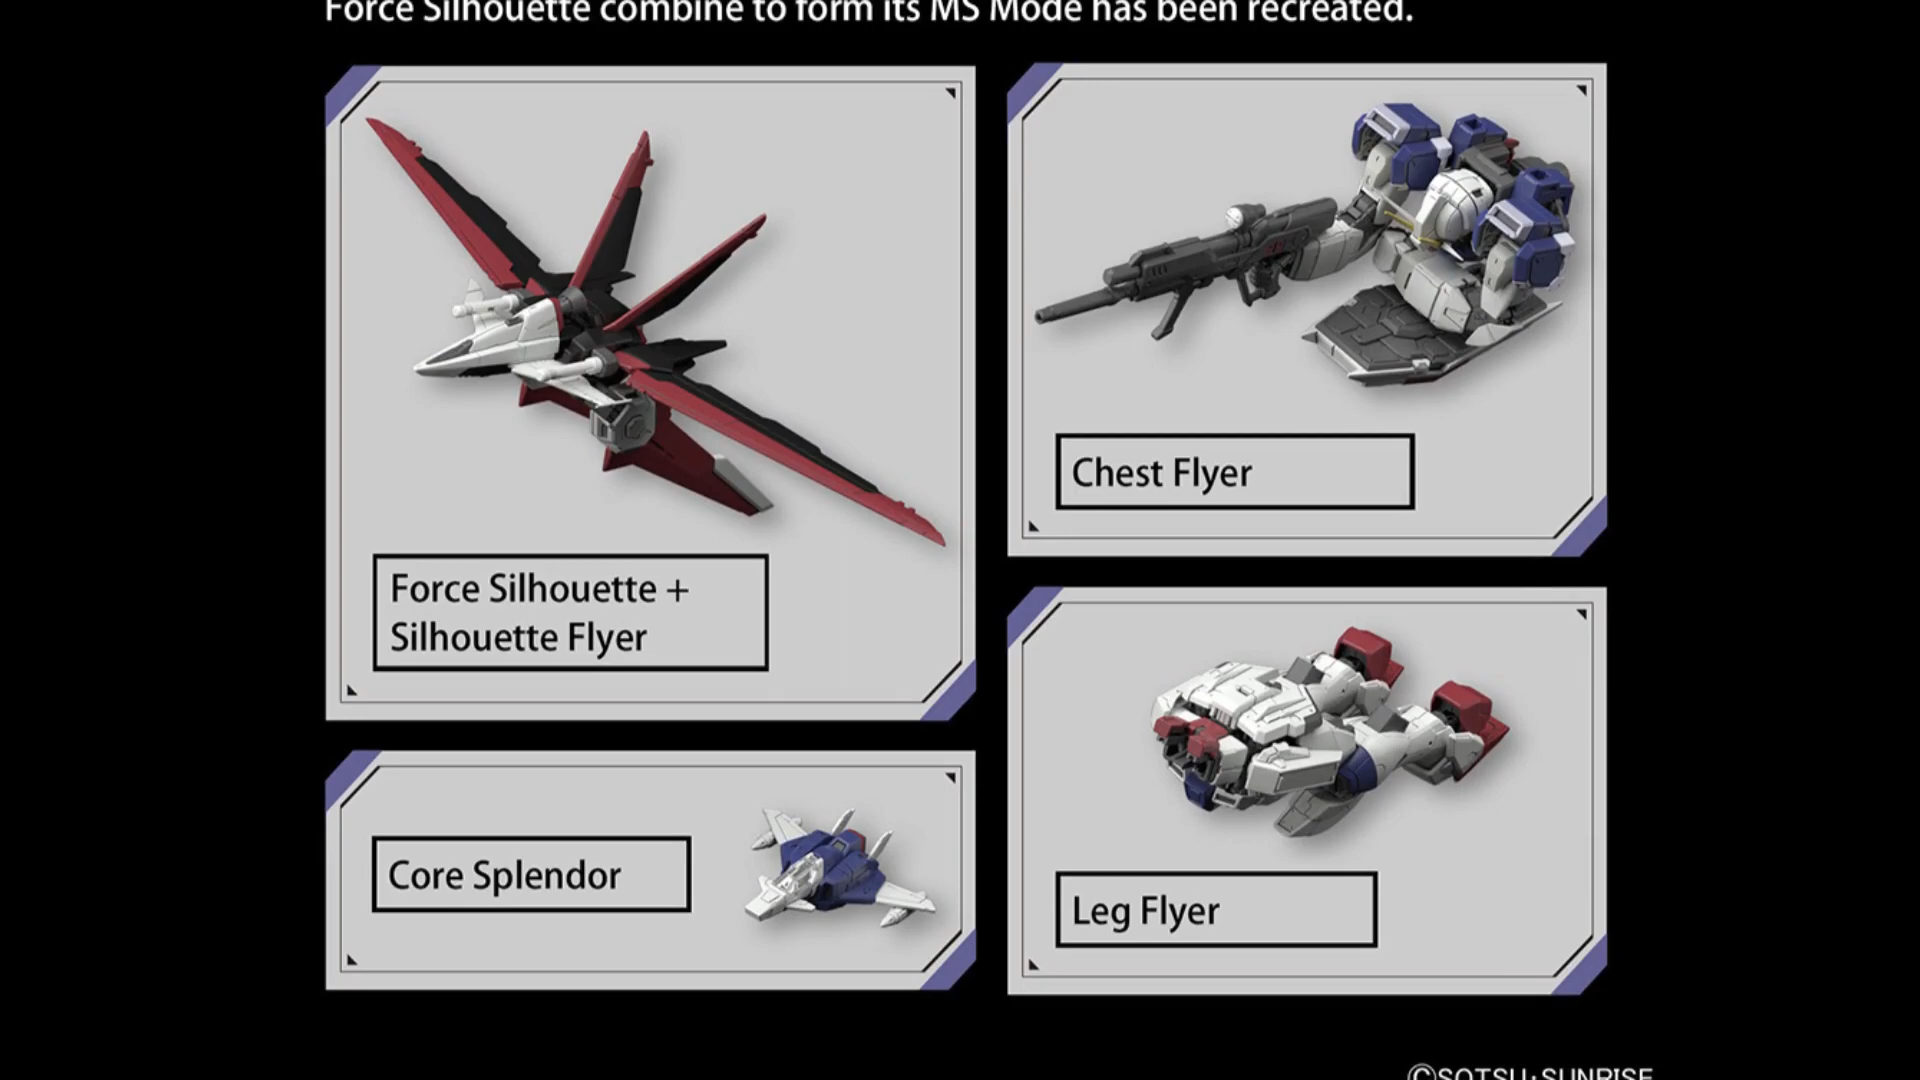 Force Silhouette combine to form its MS Mode has been recreated.
Force Silhouette +
Silhouette Flyer
Chest Flyer
Core Splendor
Leg Flyer
©SOTSU・SUNRISE